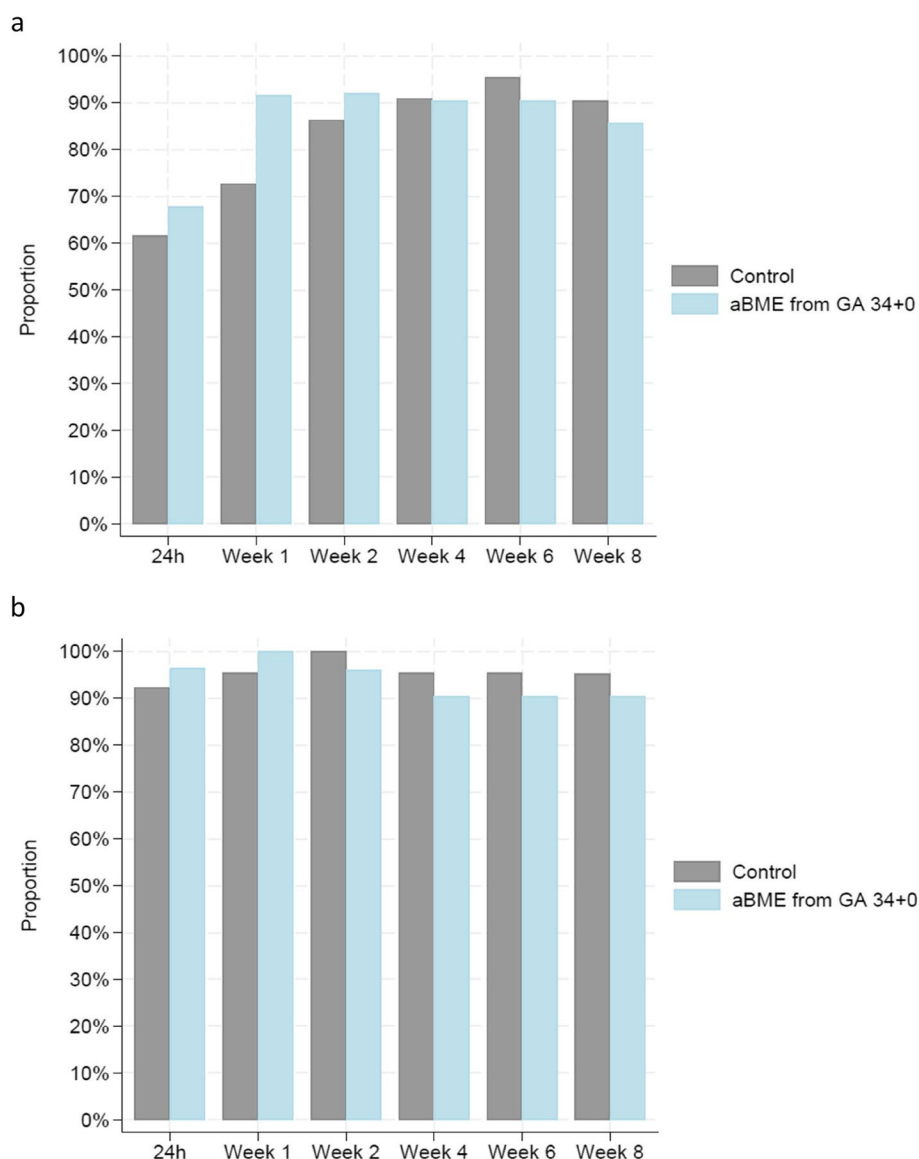 a
100%
90%
80%
70%
60%
50%
40%
30%
20%
10%
0%
Proportion
24h Week 1 Week 2 Week 4 Week 6 Week 8
Control
aBME from GA 34+0
b
100%
90%
80%
70%
60%
50%
40%
30%
20%
10%
0%
Proportion
24h Week 1 Week 2 Week 4 Week 6 Week 8
Control
aBME from GA 34+0